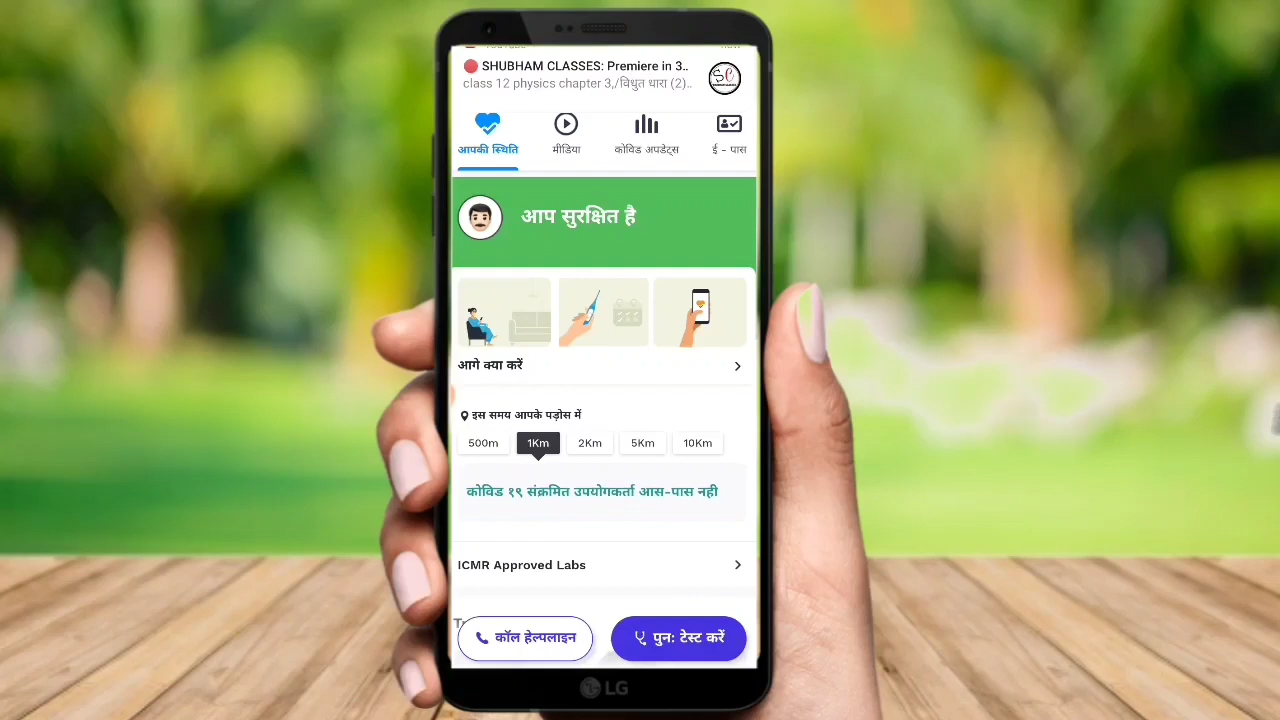 SHUBHAM CLASSES: Premiere in 3..
class 12 physics chapter 3,/विधुत धारा (2)..
आपकी स्थिति
मीडिया
कोविड अपडेट्स
ई - पास
आप सुरक्षित है
आगे क्या करें
इस समय आपके पड़ोस में
500m
1Km
2Km
5Km
10Km
कोविड १९ संक्रमित उपयोगकर्ता आस-पास नही
ICMR Approved Labs
कॉल हेल्पलाइन
पुनः टेस्ट करें
LG